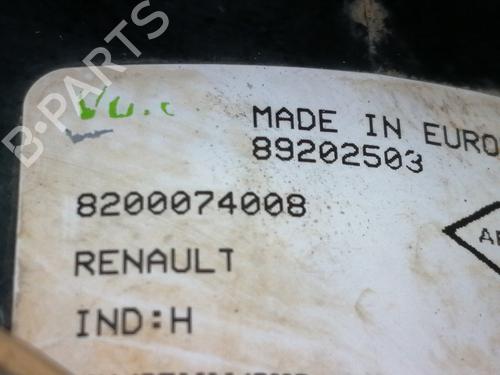 MADE IN EURO
89202503
8200074008
RENAULT
IND:H
B-PARTS